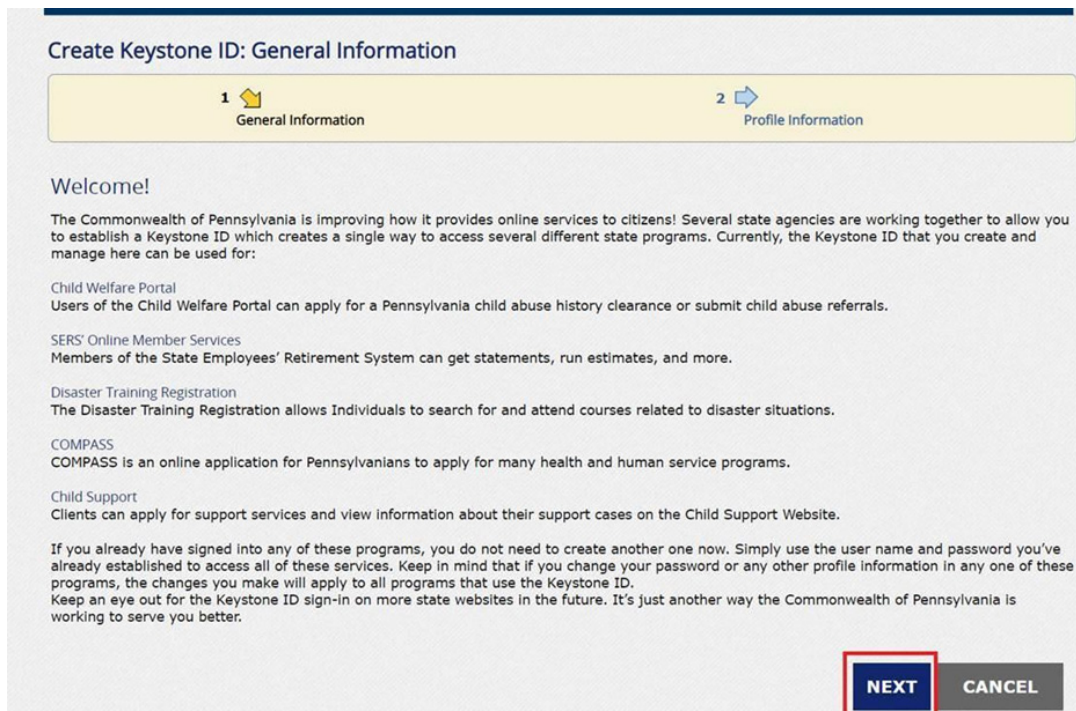 Create Keystone ID: General Information
1
General Information
2
Profile Information
Welcome!
The Commonwealth of Pennsylvania is improving how it provides online services to citizens! Several state agencies are working together to allow you
to establish a Keystone ID which creates a single way to access several different state programs. Currently, the Keystone ID that you create and
manage here can be used for:
Child Welfare Portal
Users of the Child Welfare Portal can apply for a Pennsylvania child abuse history clearance or submit child abuse referrals.
SERS' Online Member Services
Members of the State Employees' Retirement System can get statements, run estimates, and more.
Disaster Training Registration
The Disaster Training Registration allows Individuals to search for and attend courses related to disaster situations.
COMPASS
COMPASS is an online application for Pennsylvanians to apply for many health and human service programs.
Child Support
Clients can apply for support services and view information about their support cases on the Child Support Website.
If you already have signed into any of these programs, you do not need to create another one now. Simply use the user name and password you've
already established to access all of these services. Keep in mind that if you change your password or any other profile information in any one of these
programs, the changes you make will apply to all programs that use the Keystone ID.
Keep an eye out for the Keystone ID sign-in on more state websites in the future. It's just another way the Commonwealth of Pennsylvania is
working to serve you better.
NEXT CANCEL